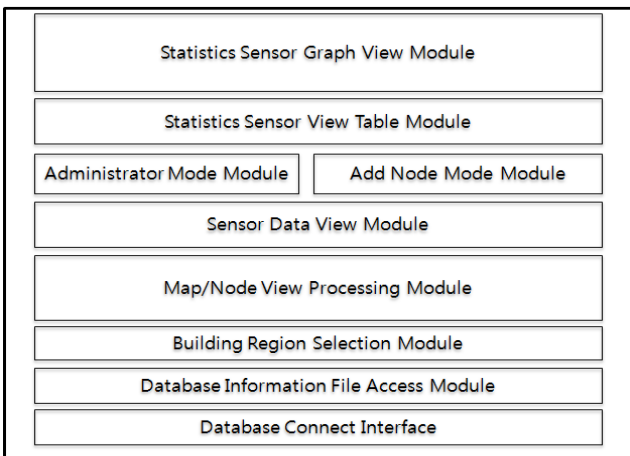 Statistics Sensor Graph View Module
Statistics Sensor View Table Module
Administrator Mode Module
Add Node Mode Module
Sensor Data View Module
Map/Node View Processing Module
Building Region Selection Module
Database Information File Access Module
Database Connect Interface